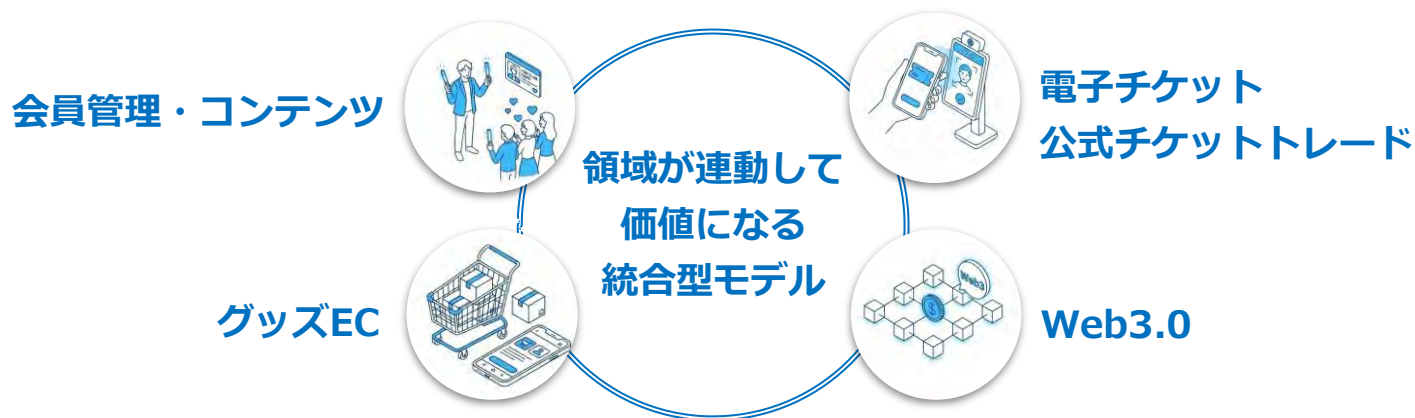 会員管理・コンテンツ
電子チケット
公式チケットトレード
領域が連動して
価値になる
統合型モデル
グッズEC
Web3
Web3.0